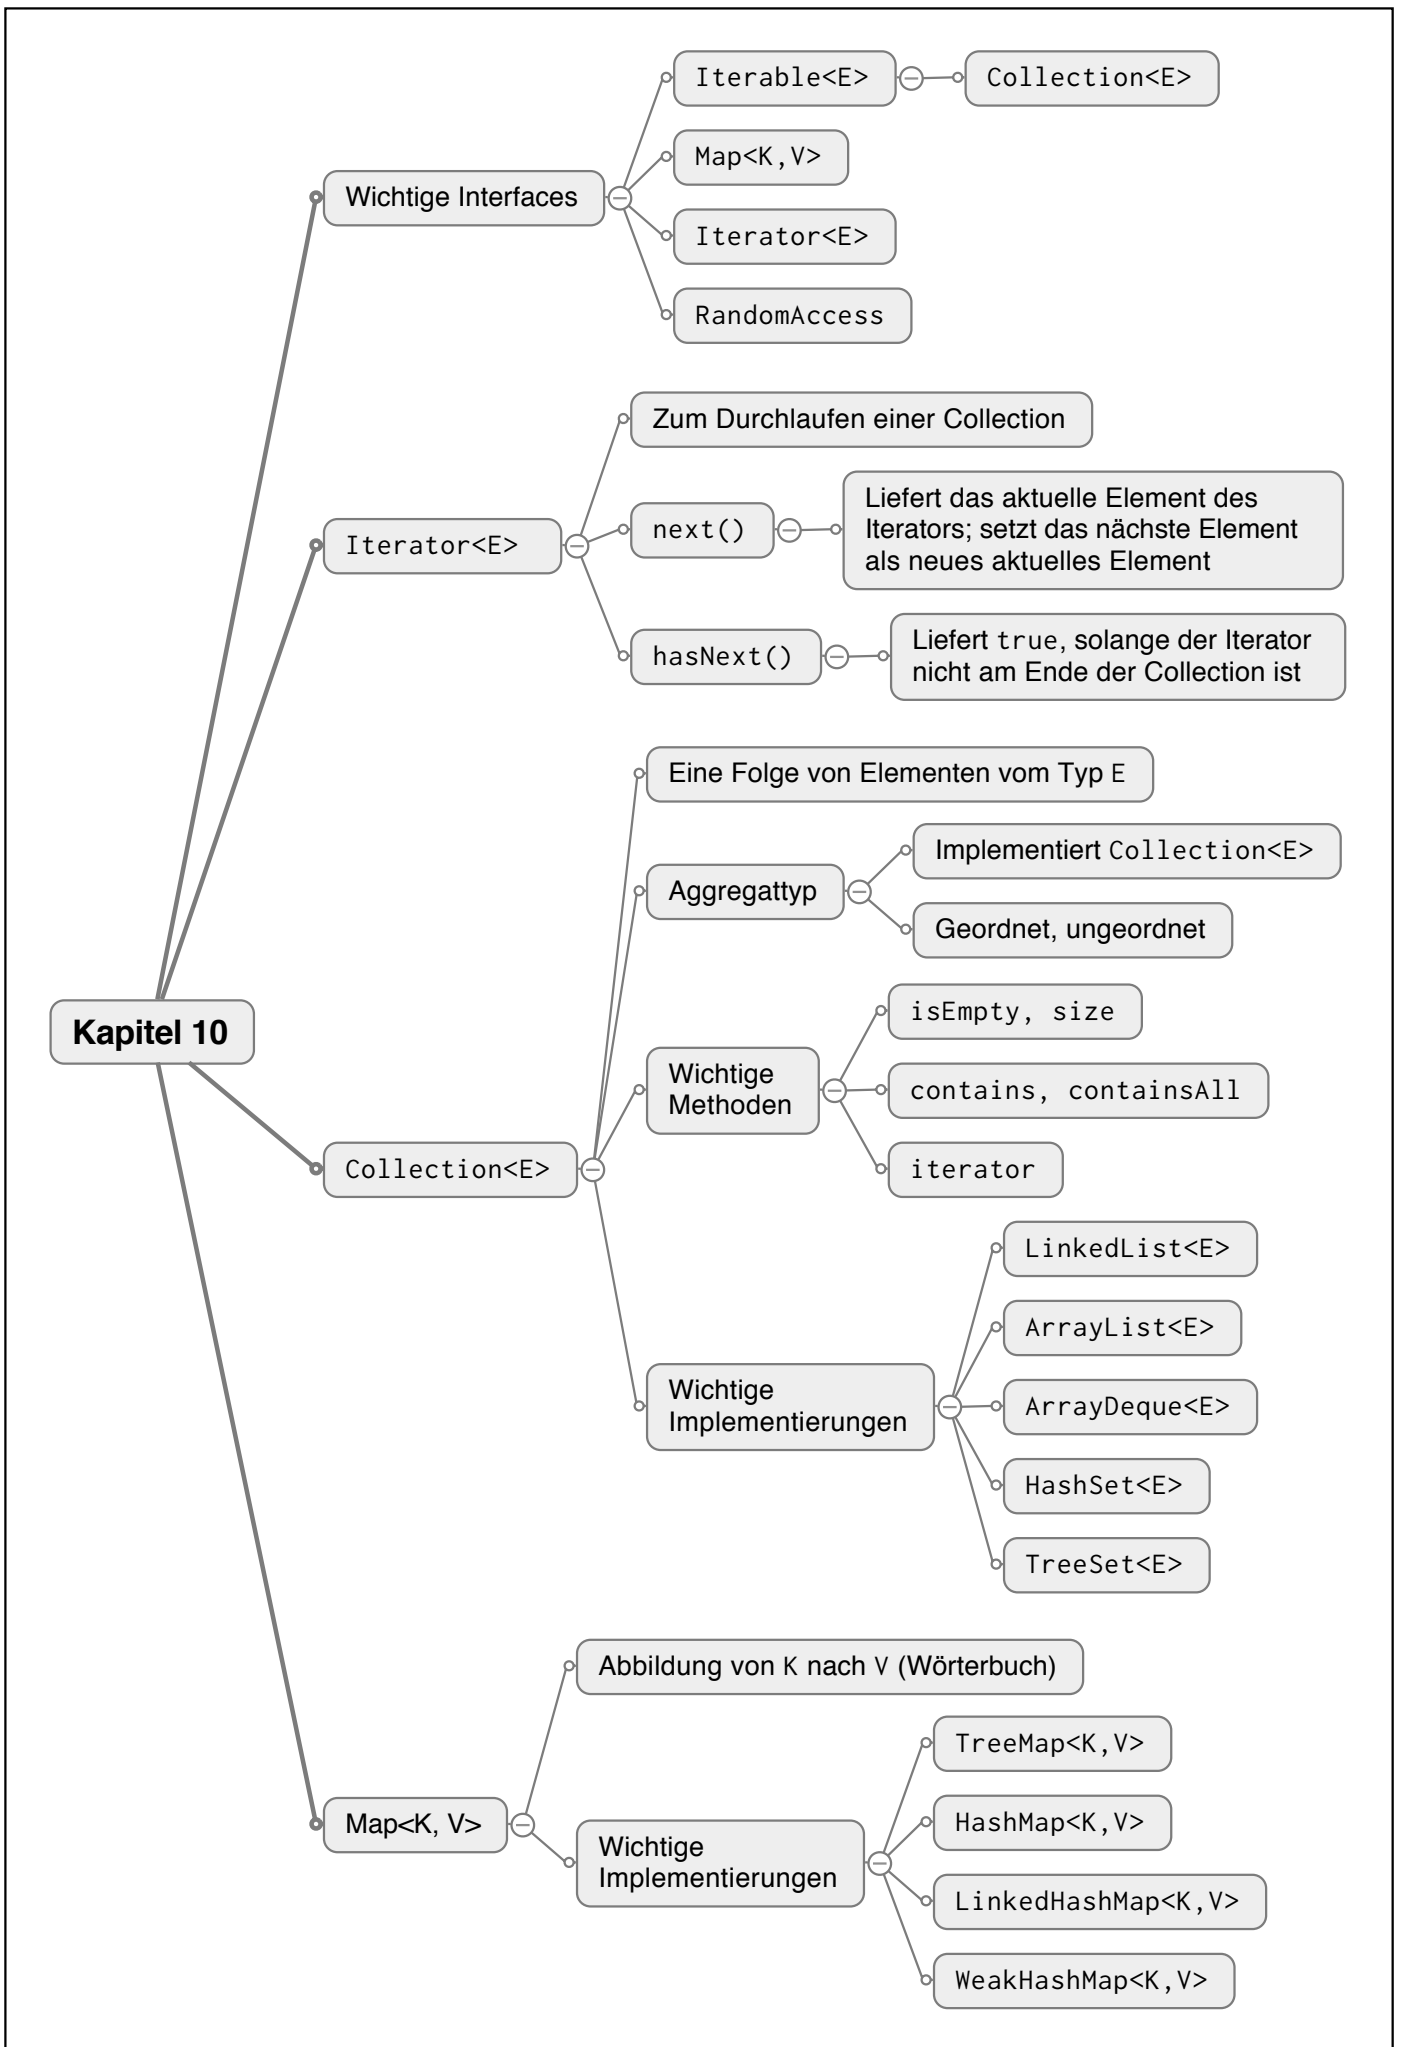 Iterable<E>
Collection<E>
Map<K,V>
Wichtige Interfaces
Iterator<E>
RandomAccess
Zum Durchlaufen einer Collection
Liefert das aktuelle Element des
Iterators; setzt das nächste Element
als neues aktuelles Element
next()
Iterator<E>
Liefert true, solange der Iterator
nicht am Ende der Collection ist
hasNext()
Eine Folge von Elementen vom Typ E
Implementiert Collection<E>
Aggregattyp
Geordnet, ungeordnet
isEmpty, size
Kapitel 10
Wichtige
Methoden
contains, containsAll
Collection<E>
iterator
LinkedList<E>
ArrayList<E>
Wichtige
Implementierungen
ArrayDeque<E>
HashSet<E>
TreeSet<E>
Abbildung von K nach V (Wörterbuch)
TreeMap<K,V>
Map<K, V>
HashMap<K,V>
Wichtige
Implementierungen
LinkedHashMap<K,V>
WeakHashMap<K,V>